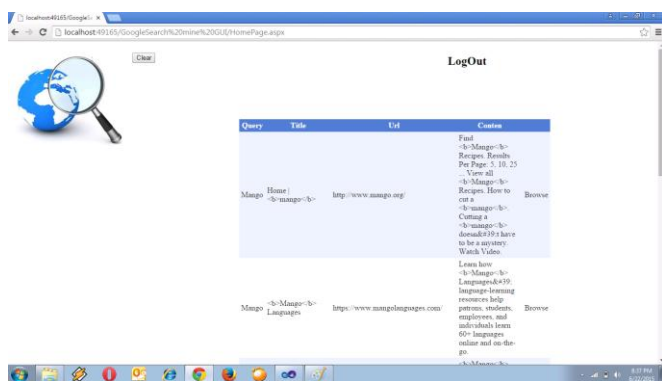 localhost:49165/GoogleS
localhost:49165/GoogleSearch%20mine%20GUI/HomePage.aspx
Clear
LogOut
Query Title Url Conten
Mango
Home |
<b>mango</b>
http://www.mango.org/
Find
<b>Mango</b>
Recipes. Results
Per Page: 5, 10, 25
... View all
<b>Mango</b>
Recipes. How to
cut a
<b>mango</b>.
Cutting a
<b>mango</b>
doesn&#39;t have
to be a mystery.
Watch Video.
Browse
Mango
<b>Mango</b>
Languages
https://www.mangolanguages.com/
Learn how
<b>Mango</b>
Languages&#39;
language-learning
resources help
patrons, students,
employees, and
individuals learn
60+ languages
online and on-the-
go.
Browse
<b>Mango</b>
8:37 PM